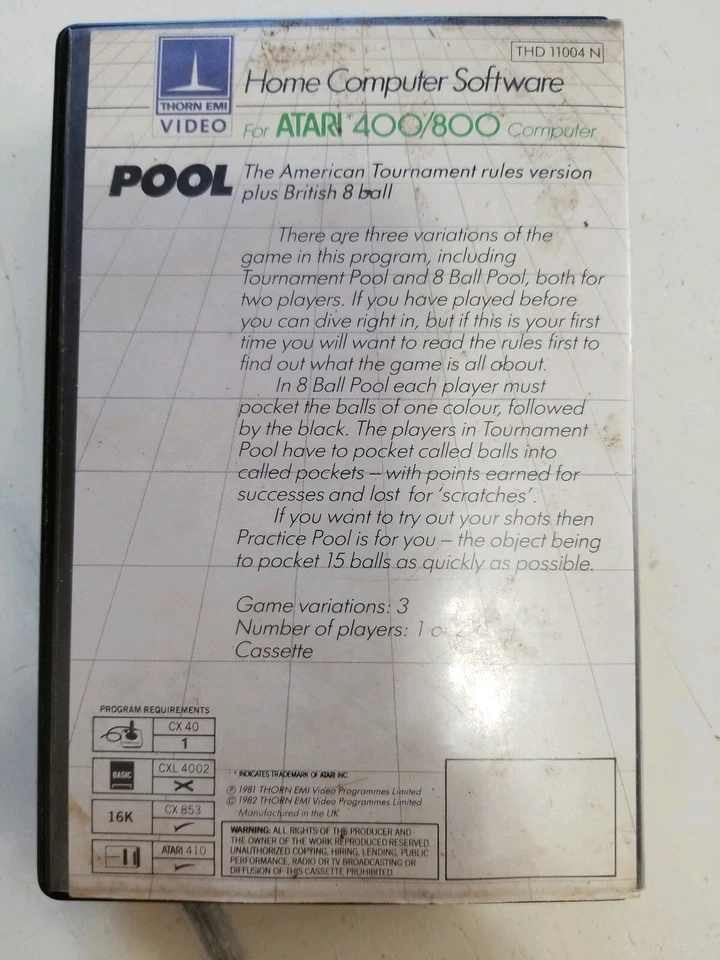 THD 11004 N
THORN EMI
VIDEO
Home Computer Software
For ATARI* 400/800* Computer
POOL
The American Tournament rules version
plus British 8 ball
There are three variations of the
game in this program, including
Tournament Pool and 8 Ball Pool, both for
two players. If you have played before
you can dive right in, but if this is your first
time you will want to read the rules first to
find out what the game is all about.
In 8 Ball Pool each player must
pocket the balls of one colour, followed
by the black. The players in Tournament
Pool have to pocket called balls into
called pockets – with points earned for
successes and lost for 'scratches'.
If you want to try out your shots then
Practice Pool is for you – the object being
to pocket 15 balls as quickly as possible.
Game variations: 3
Number of players: 1 or 2
Cassette
PROGRAM REQUIREMENTS
CX 40
1
BASIC
CXL 4002
16K
CX 853
ATARI 410
* INDICATES TRADEMARK OF ATARI INC
Ⓟ 1981 THORN EMI Video Programmes Limited
© 1982 THORN EMI Video Programmes Limited
Manufactured in the UK
WARNING: ALL RIGHTS OF THE PRODUCER AND
THE OWNER OF THE WORK REPRODUCED RESERVED
UNAUTHORIZED COPYING, HIRING, LENDING, PUBLIC
PERFORMANCE, RADIO OR TV BROADCASTING OR
DIFFUSION OF THIS CASSETTE PROHIBITED